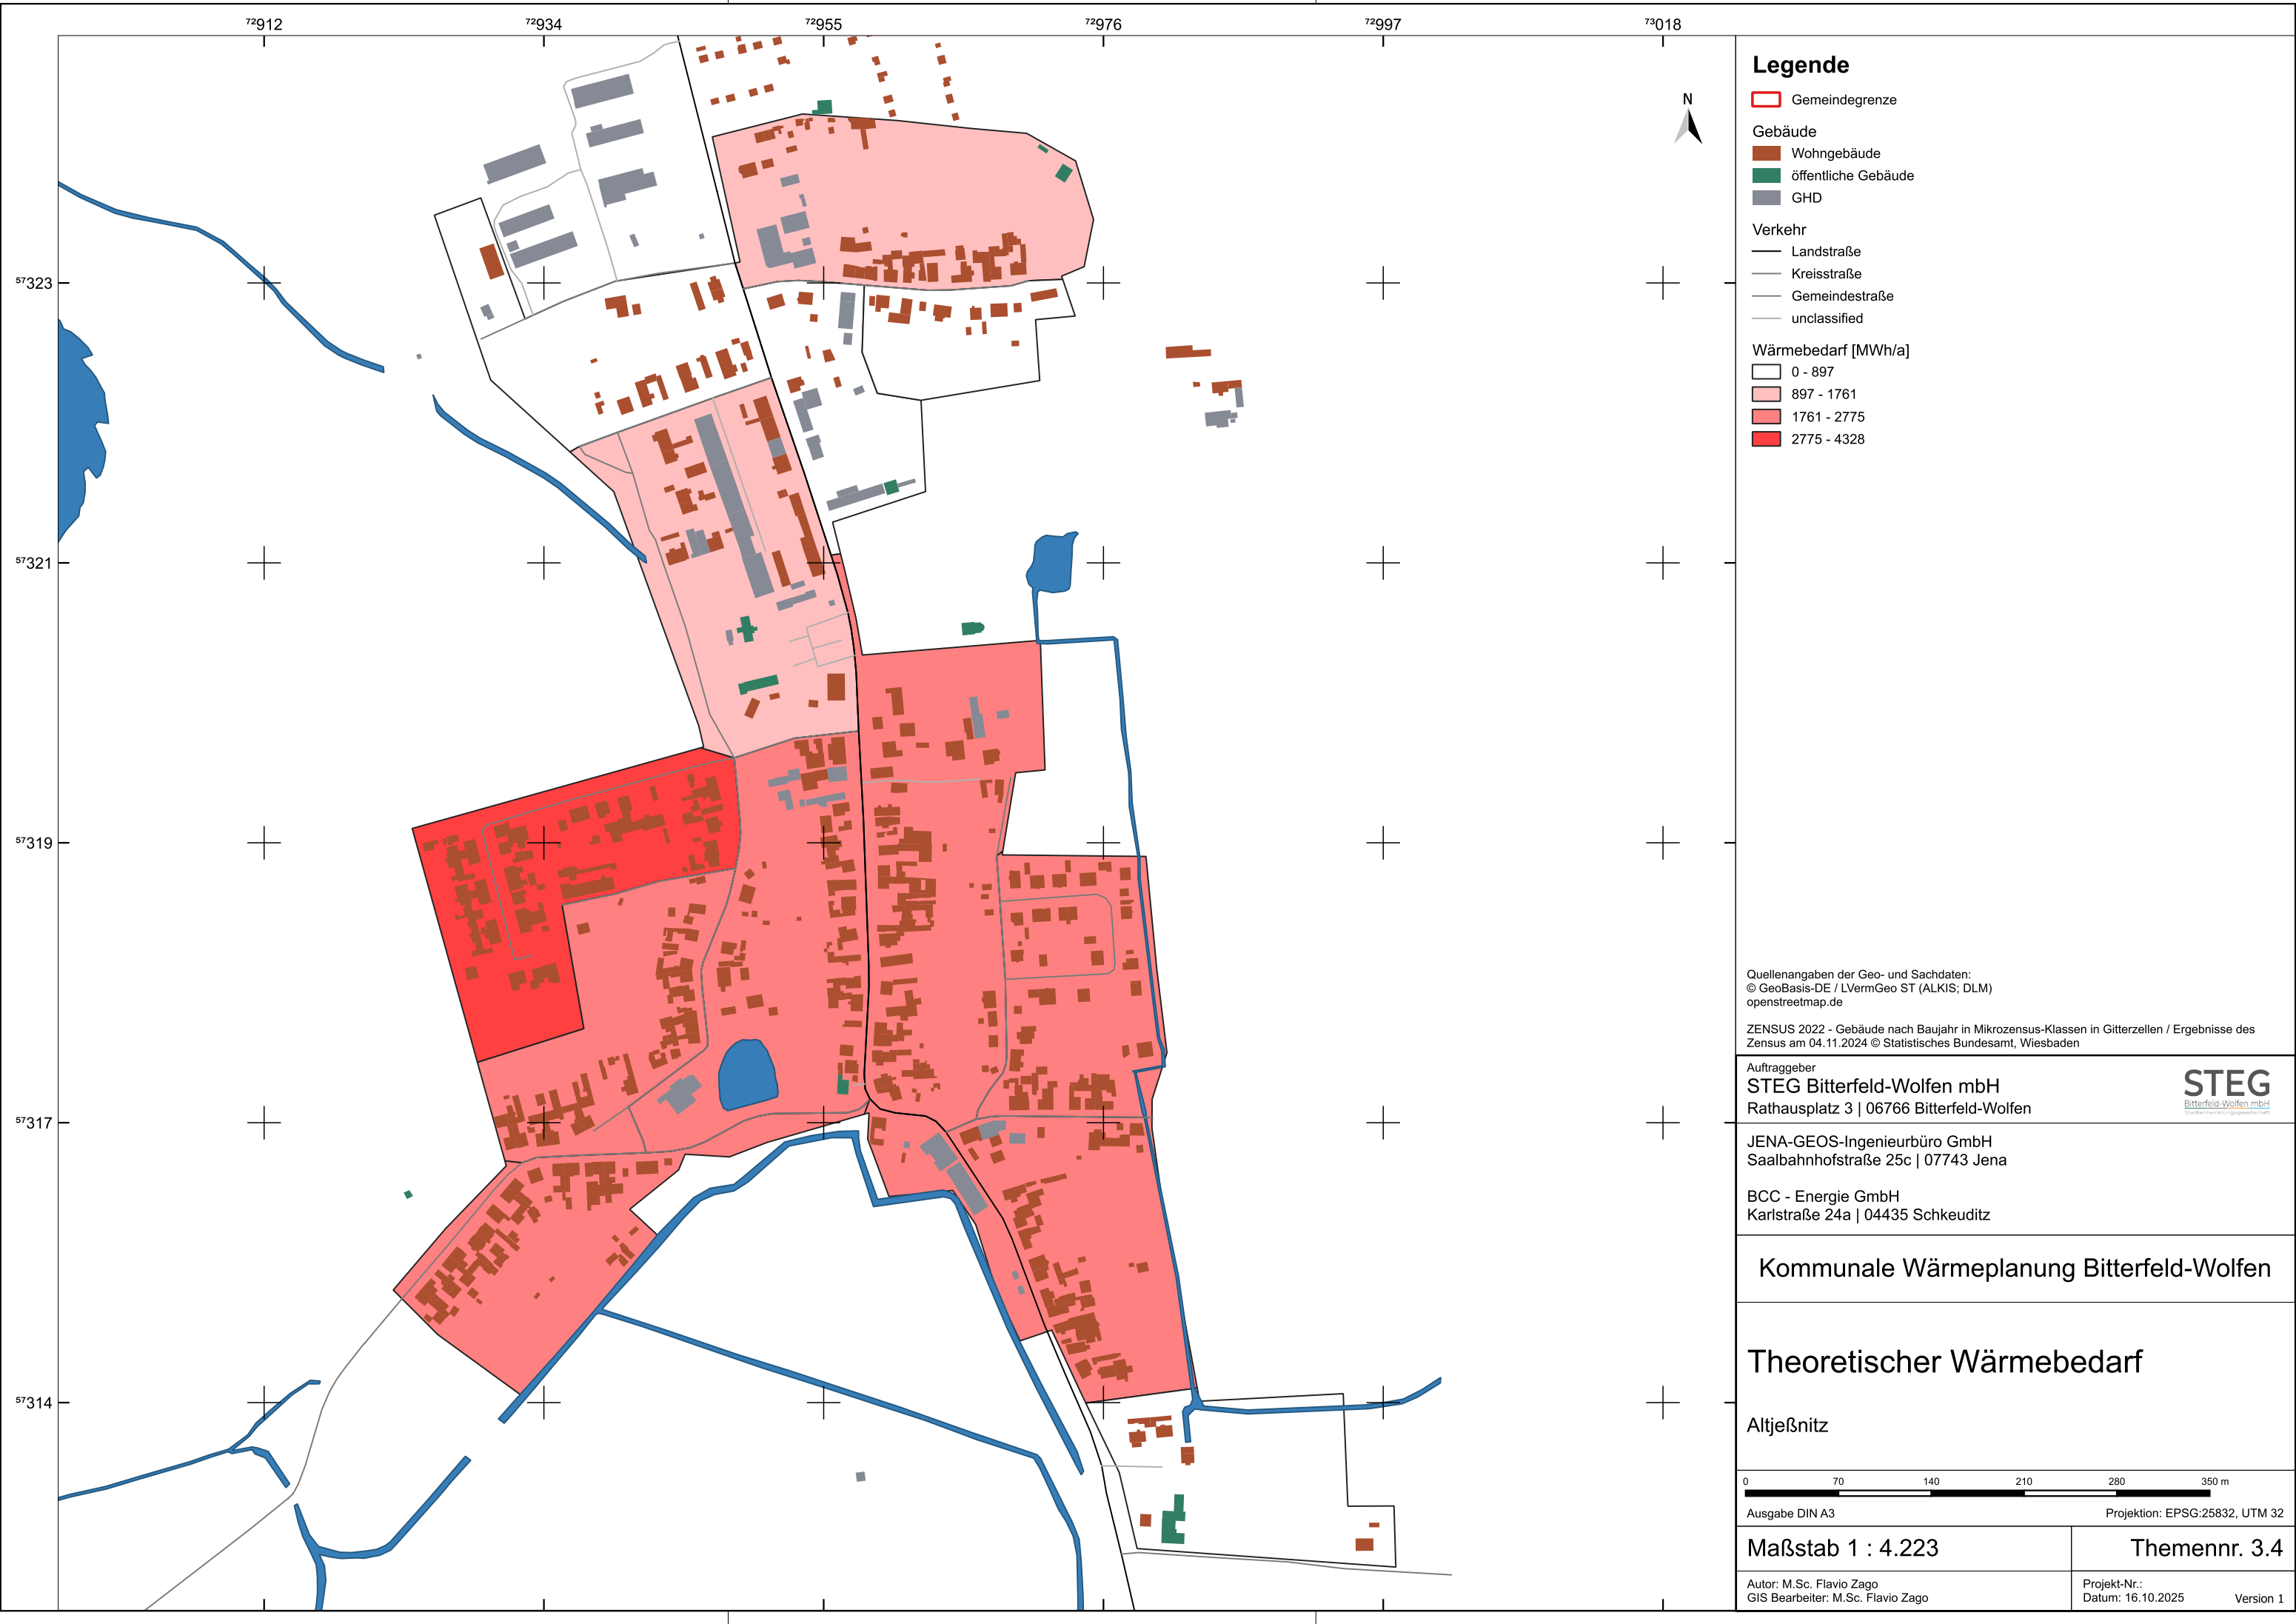 ⁷²912 ⁷²934 ⁷²955 ⁷²976 ⁷²997 ⁷³018
⁵⁷323
⁵⁷321
⁵⁷319
⁵⁷317
⁵⁷314
N
Legende
Gemeindegrenze
Gebäude
Wohngebäude
öffentliche Gebäude
GHD
Verkehr
Landstraße
Kreisstraße
Gemeindestraße
unclassified
Wärmebedarf [MWh/a]
0 - 897
897 - 1761
1761 - 2775
2775 - 4328
Quellenangaben der Geo- und Sachdaten:
© GeoBasis-DE / LVermGeo ST (ALKIS; DLM)
openstreetmap.de
ZENSUS 2022 - Gebäude nach Baujahr in Mikrozensus-Klassen in Gitterzellen / Ergebnisse des
Zensus am 04.11.2024 © Statistisches Bundesamt, Wiesbaden
Auftraggeber
STEG Bitterfeld-Wolfen mbH
Rathausplatz 3 | 06766 Bitterfeld-Wolfen
STEG
Bitterfeld-Wolfen mbH
Stadtentwicklungsgesellschaft
JENA-GEOS-Ingenieurbüro GmbH
Saalbahnhofstraße 25c | 07743 Jena
BCC - Energie GmbH
Karlstraße 24a | 04435 Schkeuditz
Kommunale Wärmeplanung Bitterfeld-Wolfen
Theoretischer Wärmebedarf
Altjeßnitz
0 70 140 210 280 350 m
Ausgabe DIN A3 Projektion: EPSG:25832, UTM 32
Maßstab 1 : 4.223 Themennr. 3.4
Autor: M.Sc. Flavio Zago Projekt-Nr.:
GIS Bearbeiter: M.Sc. Flavio Zago Datum: 16.10.2025 Version 1